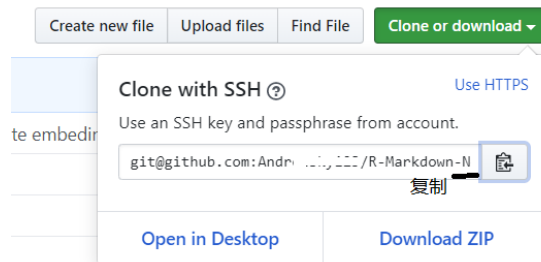 Create new file Upload files Find File Clone or download
Clone with SSH ? Use HTTPS
te embedir
Use an SSH key and passphrase from account.
git@github.com:Andr /R-Markdown-N
复制
Open in Desktop Download ZIP